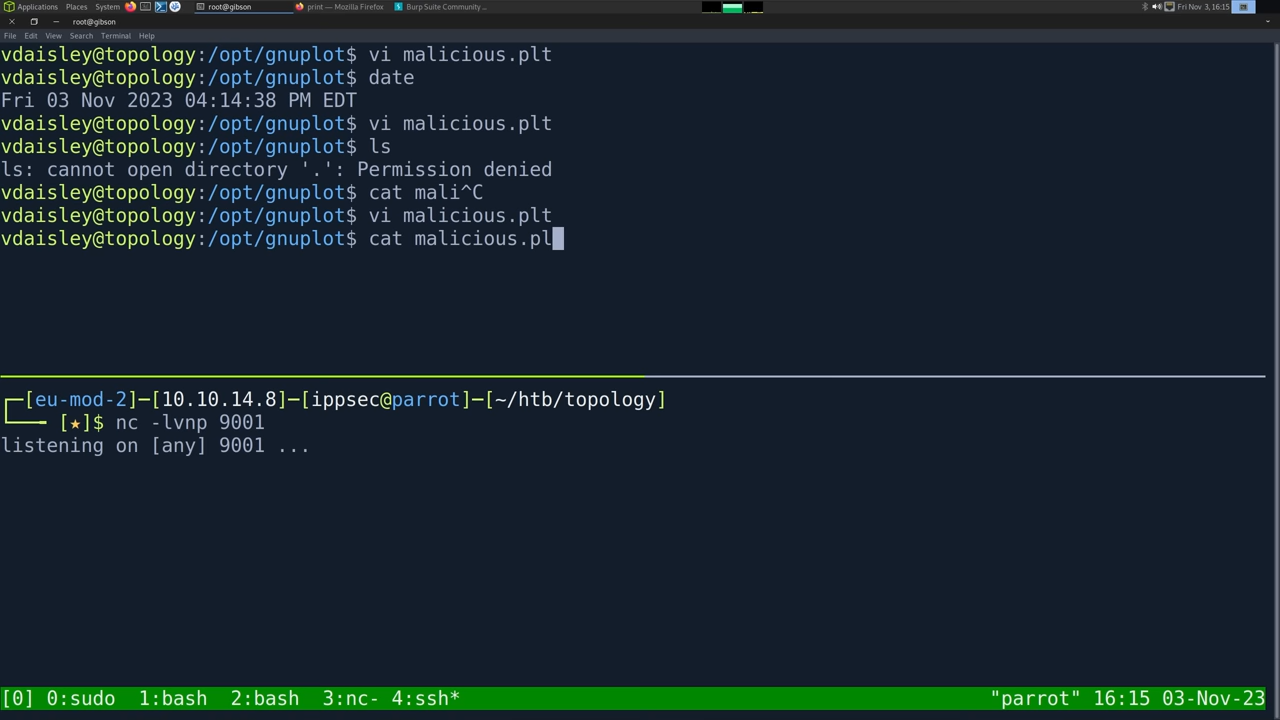 Applications Places System root@gibson print — Mozilla Firefox Burp Suite Community ... Fri Nov 3, 16:15
root@gibson
File Edit View Search Terminal Help
vdaisley@topology:/opt/gnuplot$ vi malicious.plt
vdaisley@topology:/opt/gnuplot$ date
Fri 03 Nov 2023 04:14:38 PM EDT
vdaisley@topology:/opt/gnuplot$ vi malicious.plt
vdaisley@topology:/opt/gnuplot$ ls
ls: cannot open directory '.': Permission denied
vdaisley@topology:/opt/gnuplot$ cat mali^C
vdaisley@topology:/opt/gnuplot$ vi malicious.plt
vdaisley@topology:/opt/gnuplot$ cat malicious.pl
┌─[eu-mod-2]─[10.10.14.8]─[ippsec@parrot]─[~/htb/topology]
└──╼ [★]$ nc -lvnp 9001
listening on [any] 9001 ...
[0] 0:sudo 1:bash 2:bash 3:nc- 4:ssh* "parrot" 16:15 03-Nov-23